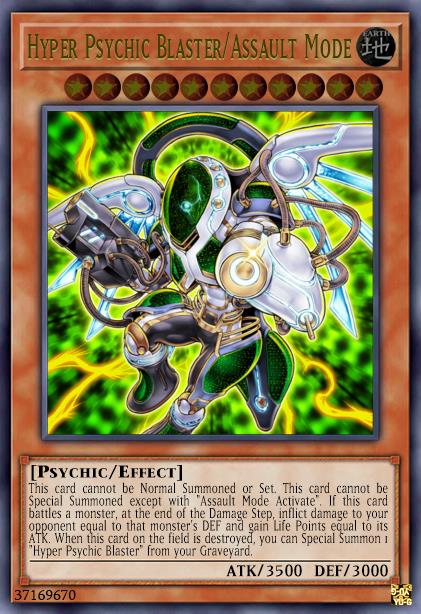 Hyper Psychic Blaster/Assault Mode
EARTH
地
[Psychic/Effect]
This card cannot be Normal Summoned or Set. This card cannot be
Special Summoned except with "Assault Mode Activate". If this card
battles a monster, at the end of the Damage Step, inflict damage to your
opponent equal to that monster's DEF and gain Life Points equal to its
ATK. When this card on the field is destroyed, you can Special Summon 1
"Hyper Psychic Blaster" from your Graveyard.
ATK/3500 DEF/3000
37169670